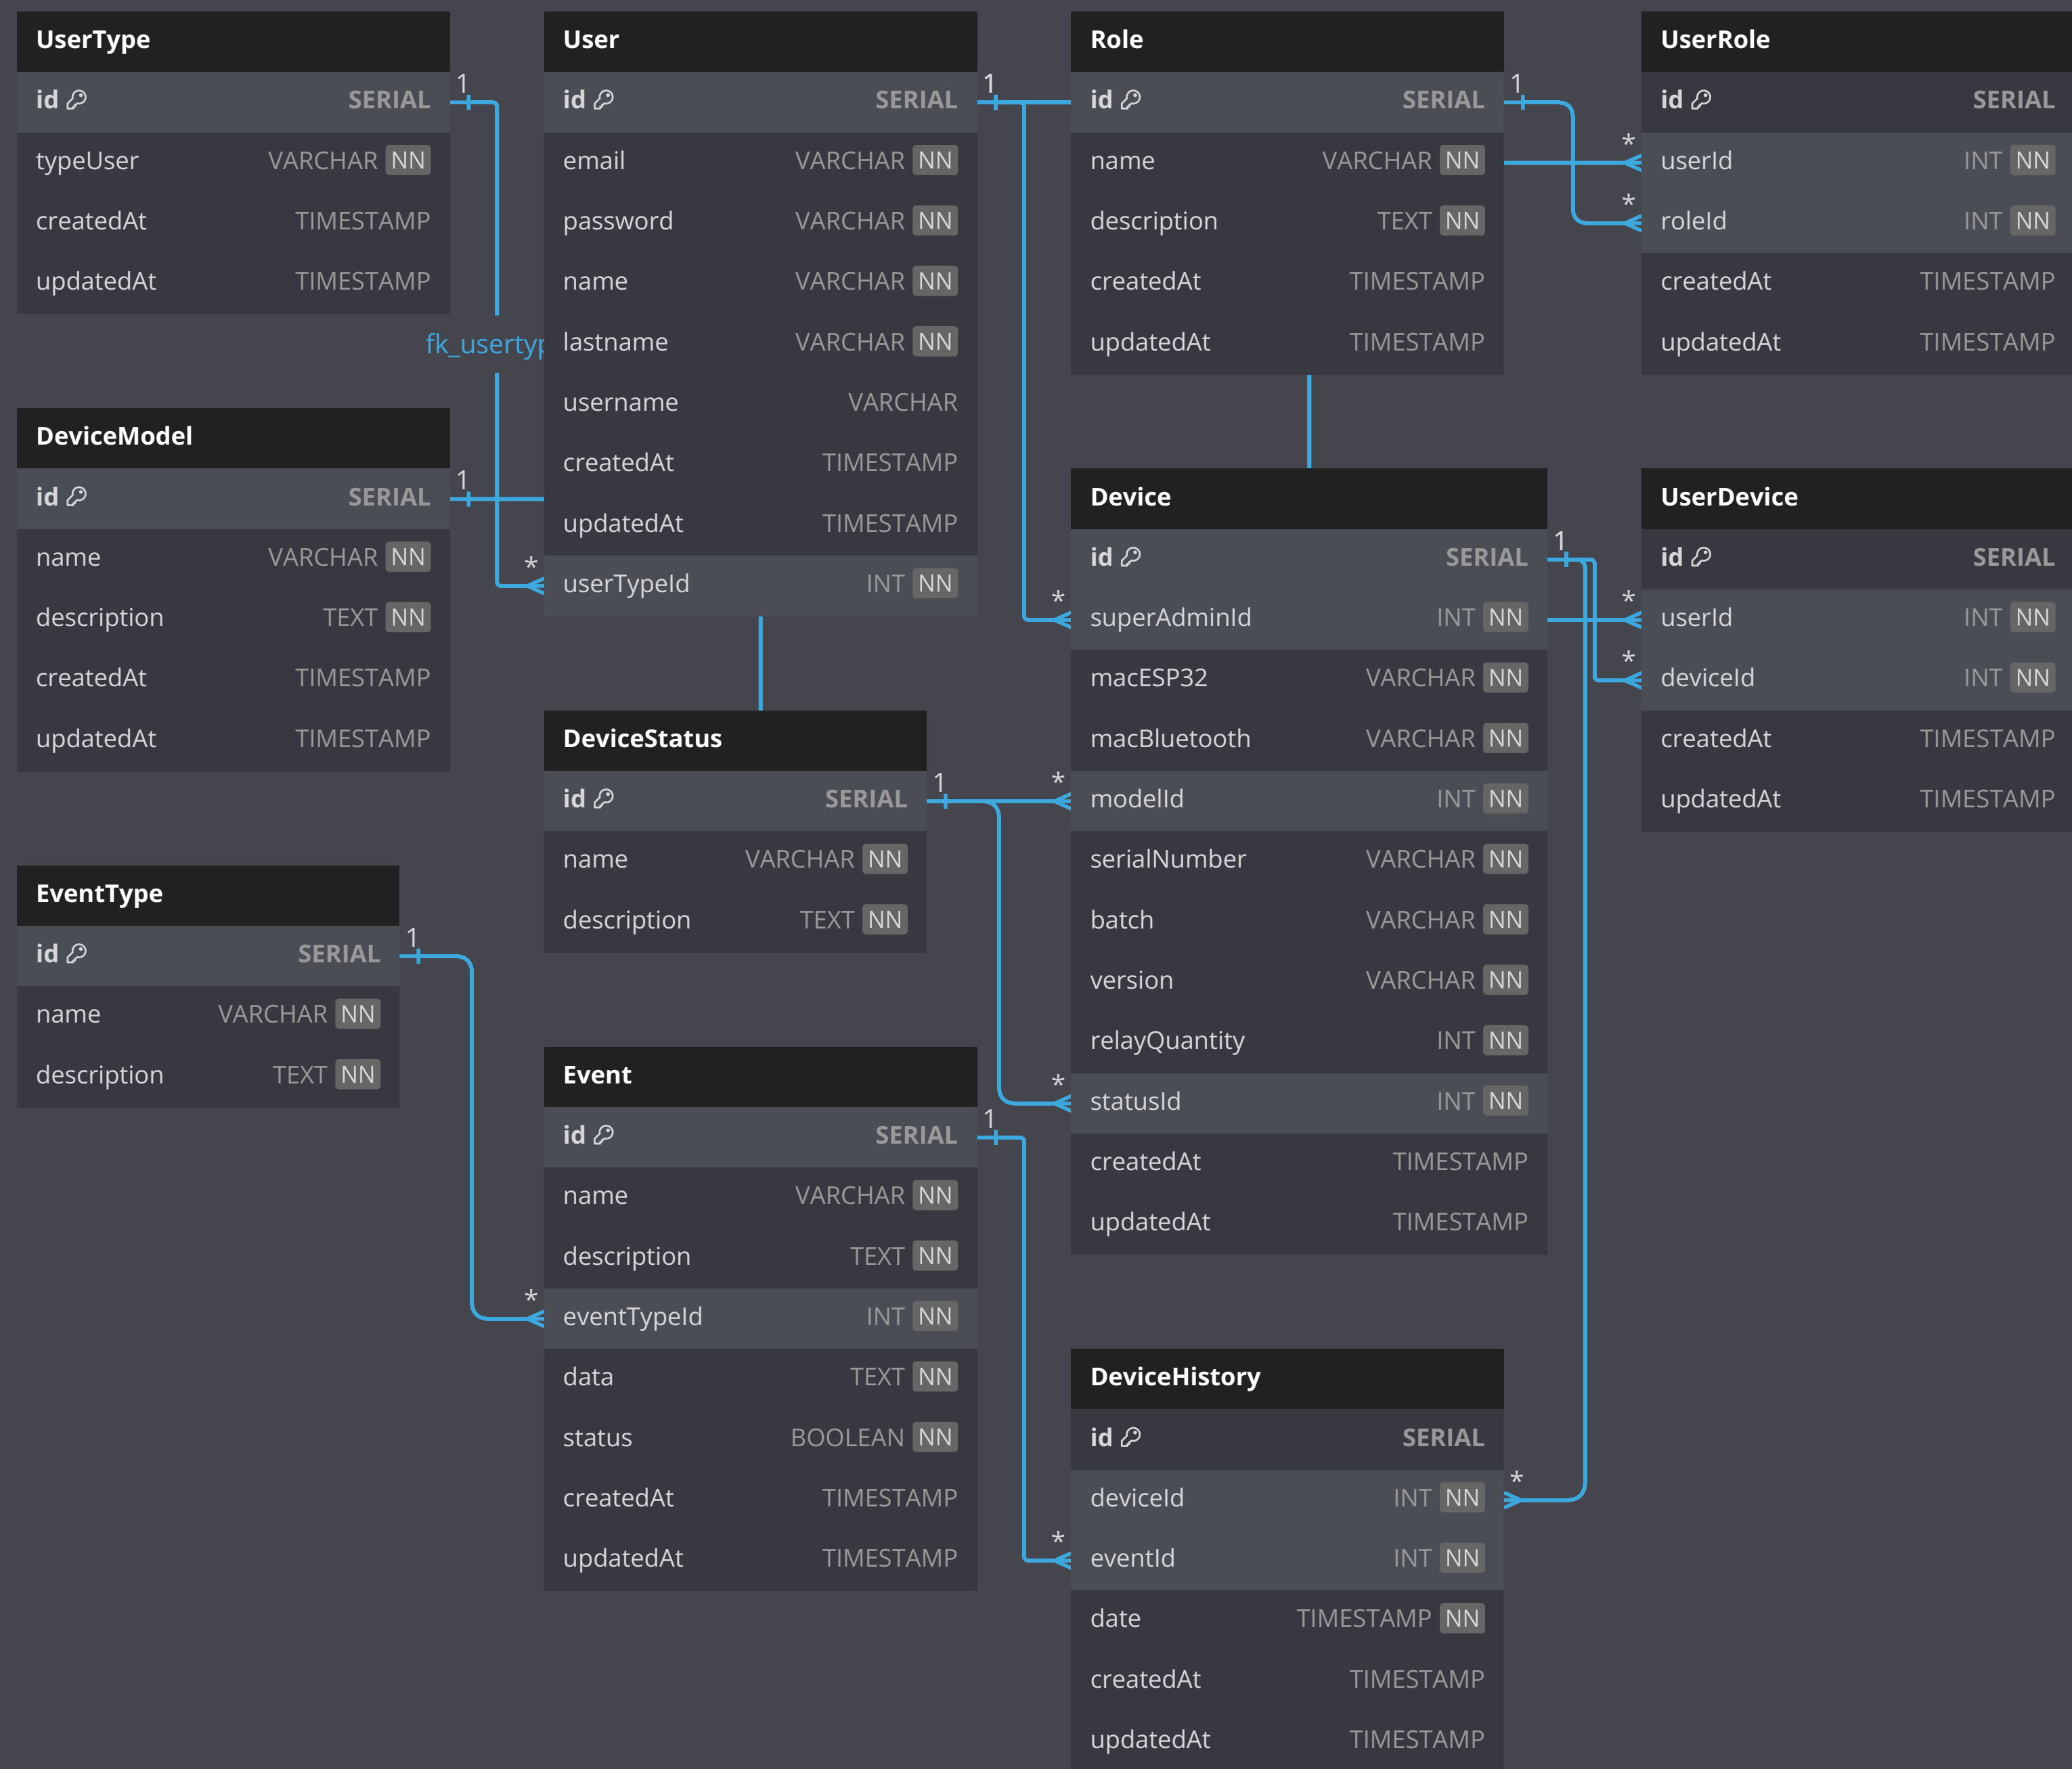 UserType
id SERIAL
typeUser VARCHAR NN
createdAt TIMESTAMP
updatedAt TIMESTAMP
1
fk_usertyp
*
User
id SERIAL
email VARCHAR NN
password VARCHAR NN
name VARCHAR NN
lastname VARCHAR NN
username VARCHAR
createdAt TIMESTAMP
updatedAt TIMESTAMP
userTypeId INT NN
1
Role
id SERIAL
name VARCHAR NN
description TEXT NN
createdAt TIMESTAMP
updatedAt TIMESTAMP
1
*
*
UserRole
id SERIAL
userId INT NN
roleId INT NN
createdAt TIMESTAMP
updatedAt TIMESTAMP
DeviceModel
id SERIAL
name VARCHAR NN
description TEXT NN
createdAt TIMESTAMP
updatedAt TIMESTAMP
1
DeviceStatus
id SERIAL
name VARCHAR NN
description TEXT NN
1
*
*
*
Device
id SERIAL
superAdminId INT NN
macESP32 VARCHAR NN
macBluetooth VARCHAR NN
modelId INT NN
serialNumber VARCHAR NN
batch VARCHAR NN
version VARCHAR NN
relayQuantity INT NN
statusId INT NN
createdAt TIMESTAMP
updatedAt TIMESTAMP
1
*
*
UserDevice
id SERIAL
userId INT NN
deviceId INT NN
createdAt TIMESTAMP
updatedAt TIMESTAMP
EventType
id SERIAL
name VARCHAR NN
description TEXT NN
1
*
Event
id SERIAL
name VARCHAR NN
description TEXT NN
eventTypeId INT NN
data TEXT NN
status BOOLEAN NN
createdAt TIMESTAMP
updatedAt TIMESTAMP
1
*
DeviceHistory
id SERIAL
deviceId INT NN
eventId INT NN
date TIMESTAMP NN
createdAt TIMESTAMP
updatedAt TIMESTAMP
*